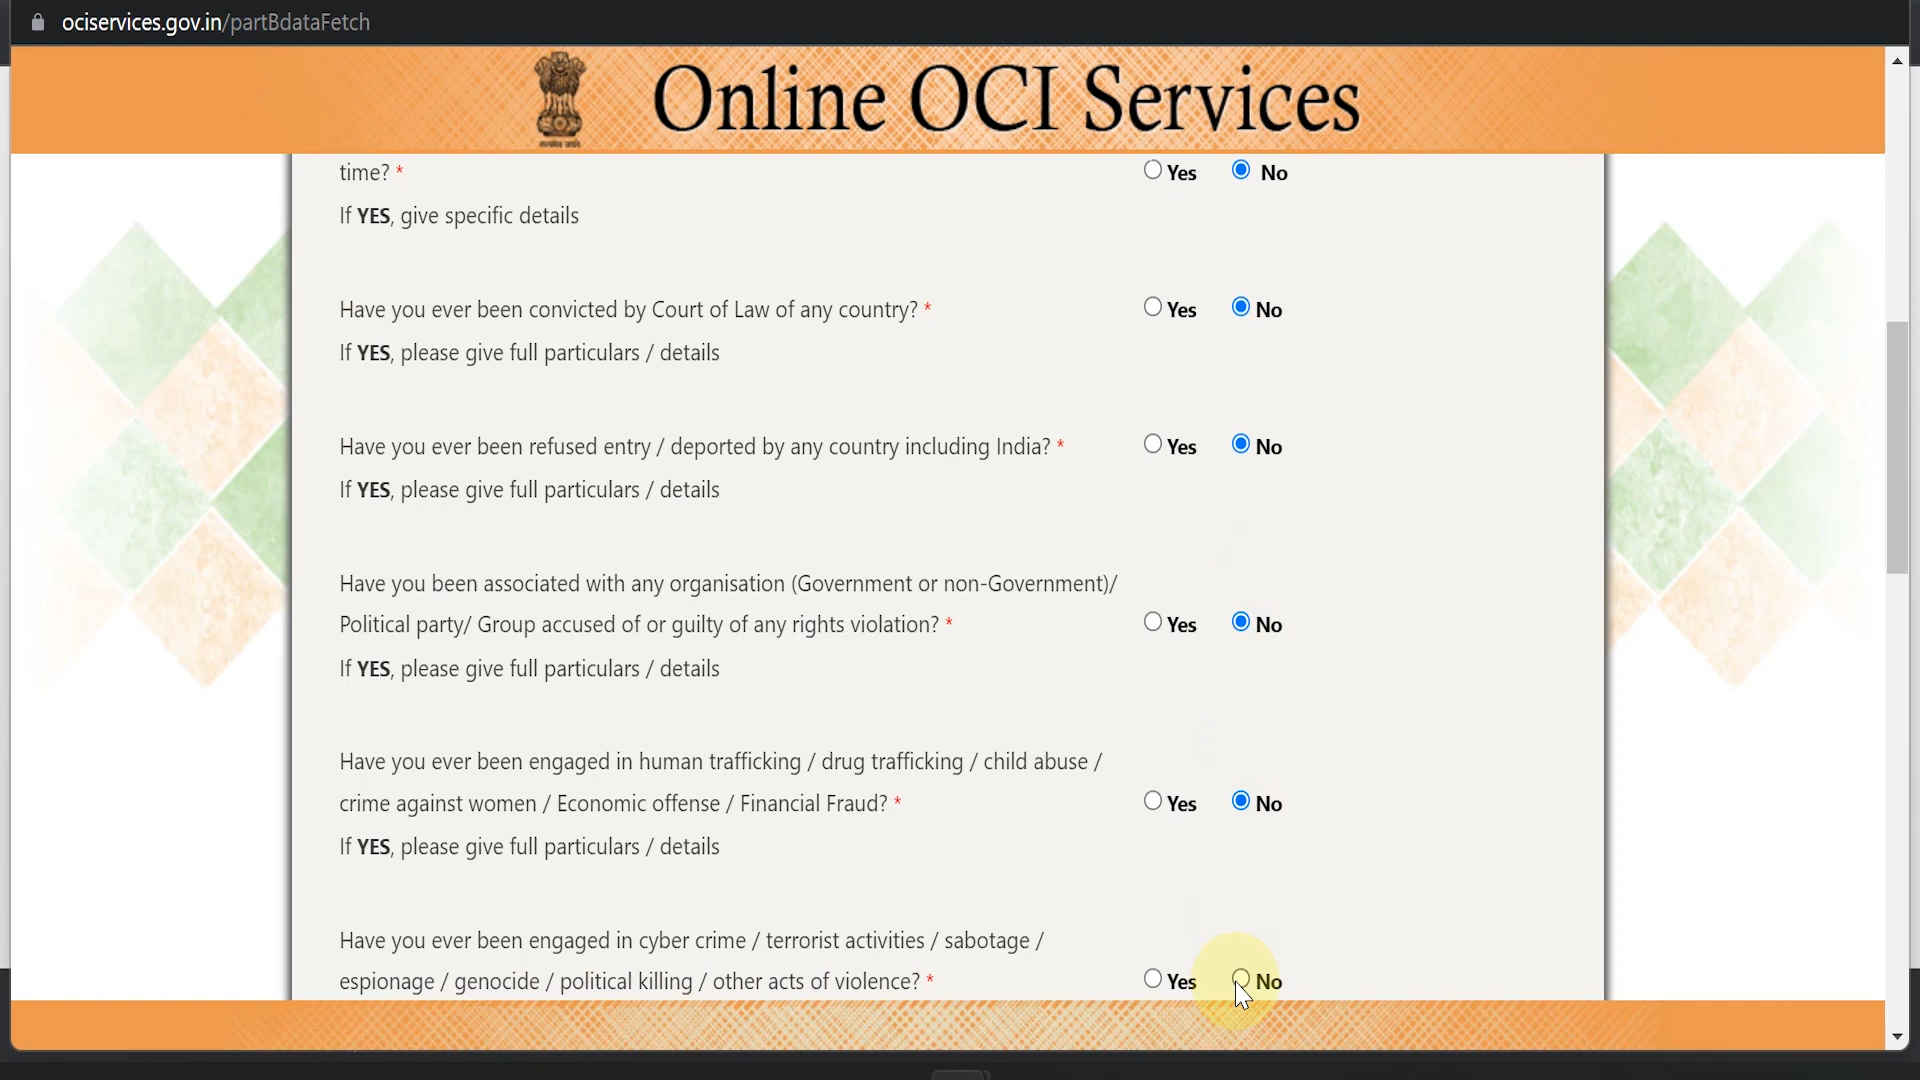 ociservices.gov.in/partBdataFetch
Online OCI Services
time? * Yes No
If YES, give specific details
Have you ever been convicted by Court of Law of any country? * Yes No
If YES, please give full particulars / details
Have you ever been refused entry / deported by any country including India? * Yes No
If YES, please give full particulars / details
Have you been associated with any organisation (Government or non-Government)/
Political party/ Group accused of or guilty of any rights violation? * Yes No
If YES, please give full particulars / details
Have you ever been engaged in human trafficking / drug trafficking / child abuse /
crime against women / Economic offense / Financial Fraud? * Yes No
If YES, please give full particulars / details
Have you ever been engaged in cyber crime / terrorist activities / sabotage /
espionage / genocide / political killing / other acts of violence? * Yes No